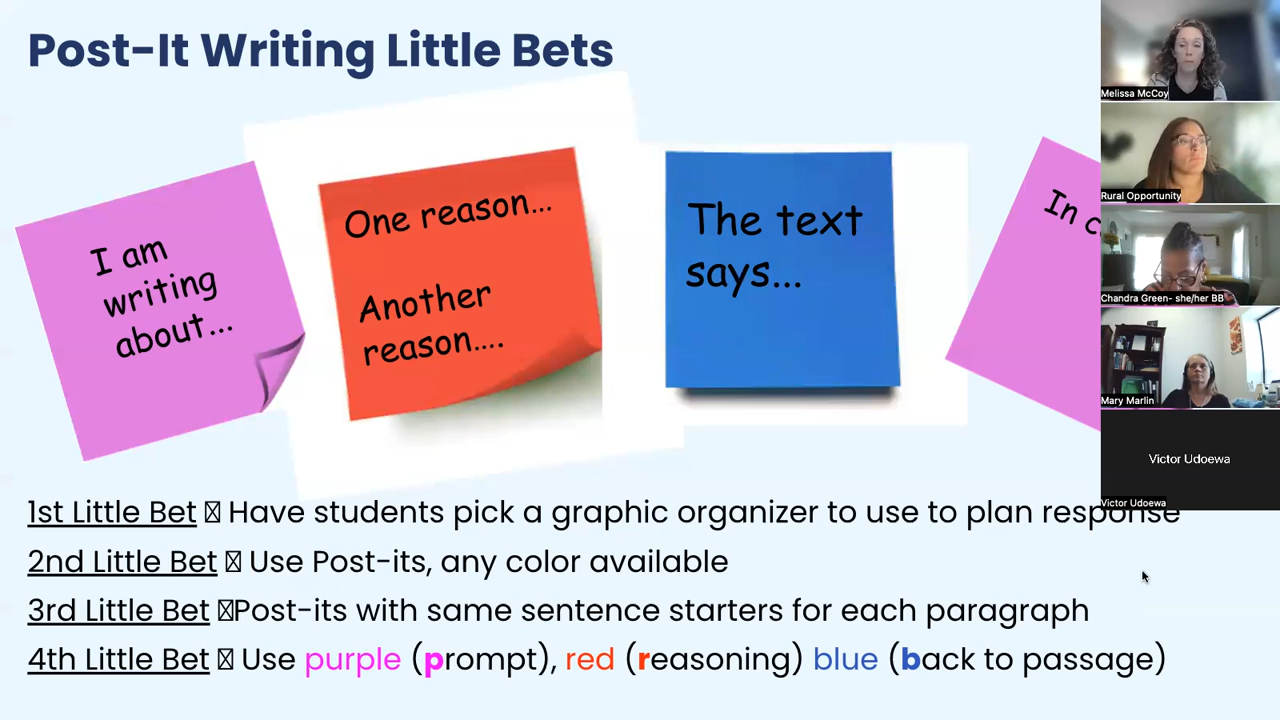 Post-It Writing Little Bets
I am
writing
about...
One reason...
Another
reason....
The text
says...
In c
1st Little Bet Have students pick a graphic organizer to use to plan response
2nd Little Bet Use Post-its, any color available
3rd Little Bet Post-its with same sentence starters for each paragraph
4th Little Bet Use purple (prompt), red (reasoning) blue (back to passage)
Melissa McCoy
Rural Opportunity
Chandra Green- she/her BB
Mary Marlin
Victor Udoewa
Victor Udoewa